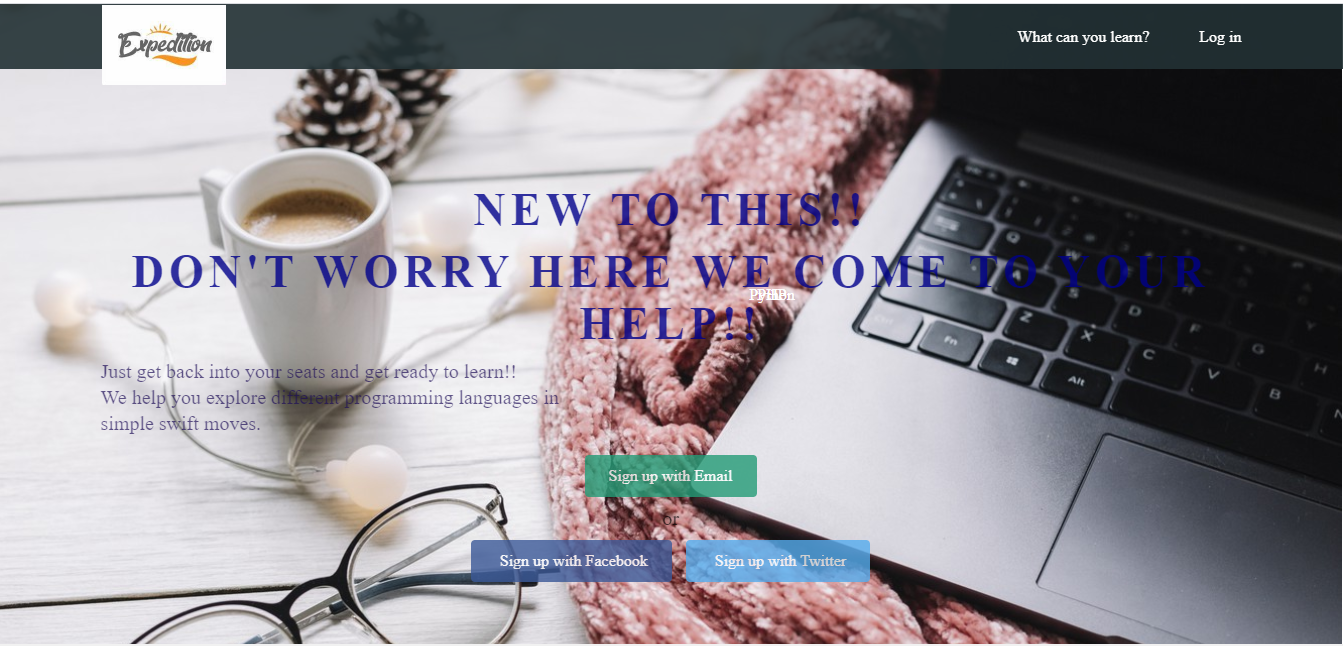 Expedition
What can you learn? Log in
NEW TO THIS!!
DON'T WORRY HERE WE COME TO YOUR
HELP!!
Just get back into your seats and get ready to learn!!
We help you explore different programming languages in
simple swift moves.
Sign up with Email
or
Sign up with Facebook Sign up with Twitter
Q
S D F G H
Z X C V B N
Fn
Alt